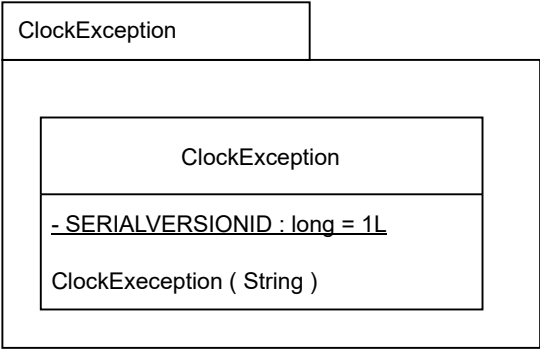 ClockException
ClockException
- SERIALVERSIONID : long = 1L
ClockExeception ( String )